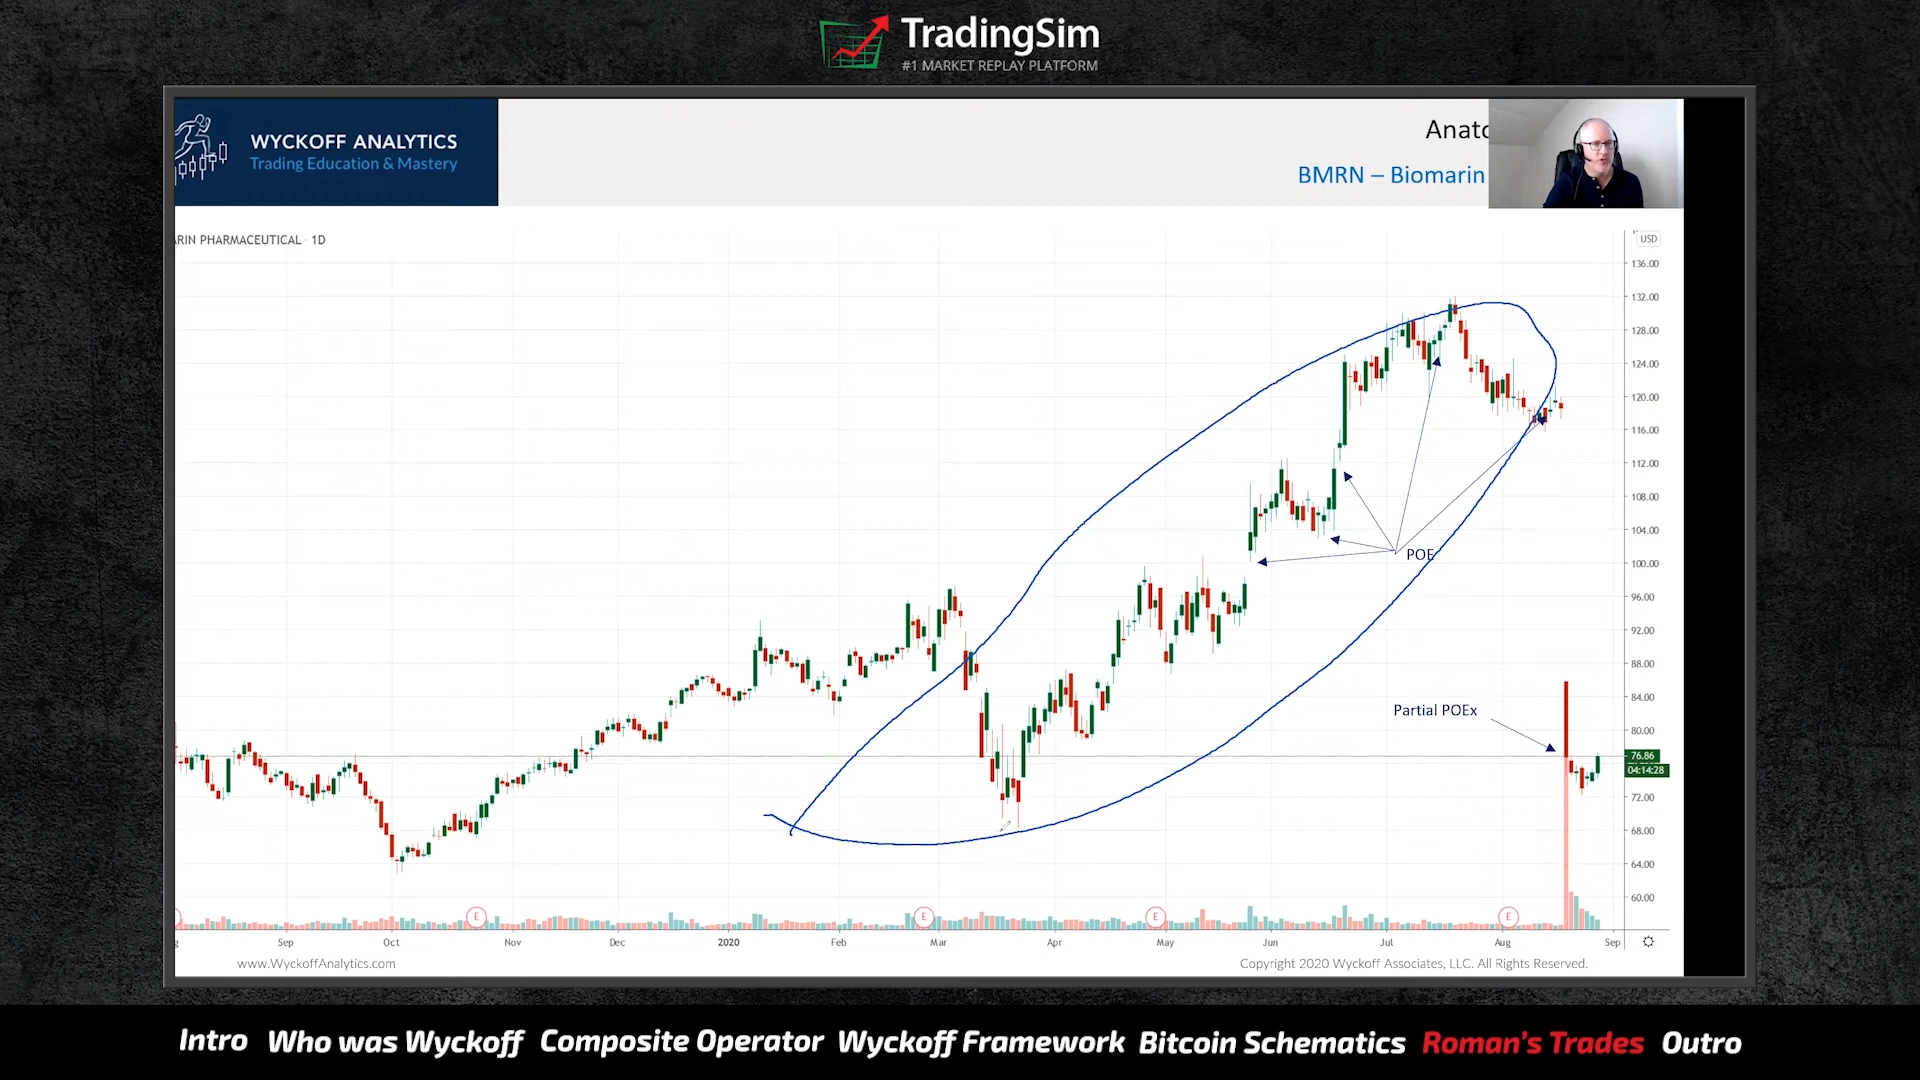 TradingSim
#1 MARKET REPLAY PLATFORM
WYCKOFF ANALYTICS
Trading Education & Mastery
Anato
BMRN – Biomarin
ARIN PHARMACEUTICAL · 1D
USD
136.00
132.00
128.00
124.00
120.00
116.00
112.00
108.00
104.00
100.00
96.00
92.00
88.00
84.00
80.00
76.86
04:14:28
72.00
68.00
64.00
60.00
POE
Partial POEx
E
E
E
E
Sep
Oct
Nov
Dec
2020
Feb
Mar
Apr
May
Jun
Jul
Aug
Sep
www.WyckoffAnalytics.com
Copyright 2020 Wyckoff Associates, LLC. All Rights Reserved.
Intro Who was Wyckoff Composite Operator Wyckoff Framework Bitcoin Schematics Roman's Trades Outro